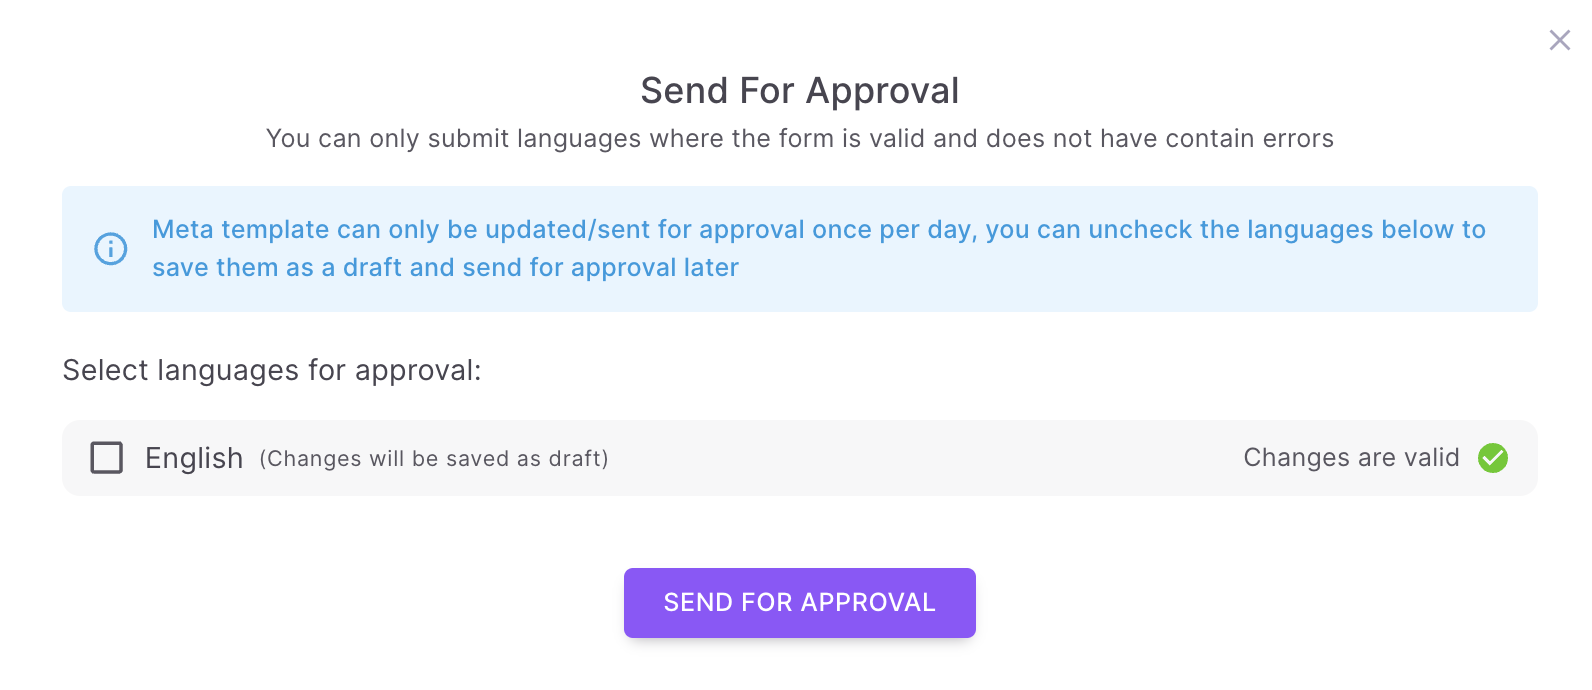 Send For Approval
You can only submit languages where the form is valid and does not have contain errors
Meta template can only be updated/sent for approval once per day, you can uncheck the languages below to
save them as a draft and send for approval later
Select languages for approval:
English (Changes will be saved as draft) Changes are valid
SEND FOR APPROVAL